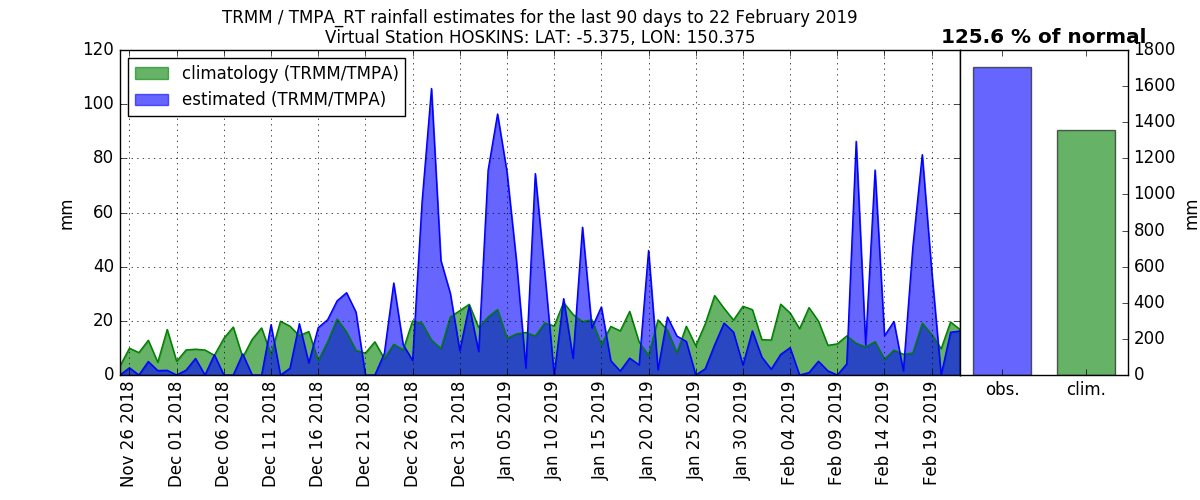 TRMM / TMPA_RT rainfall estimates for the last 90 days to 22 February 2019
Virtual Station HOSKINS: LAT: -5.375, LON: 150.375
125.6 % of normal
climatology (TRMM/TMPA)
estimated (TRMM/TMPA)
mm
120
100
80
60
40
20
0
Nov 26 2018
Dec 01 2018
Dec 06 2018
Dec 11 2018
Dec 16 2018
Dec 21 2018
Dec 26 2018
Dec 31 2018
Jan 05 2019
Jan 10 2019
Jan 15 2019
Jan 20 2019
Jan 25 2019
Jan 30 2019
Feb 04 2019
Feb 09 2019
Feb 14 2019
Feb 19 2019
obs.
clim.
1800
1600
1400
1200
1000
800
600
400
200
0
mm